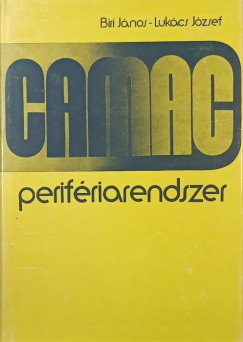 Biri János-Lukács József
CAMAC
perifériarendszer